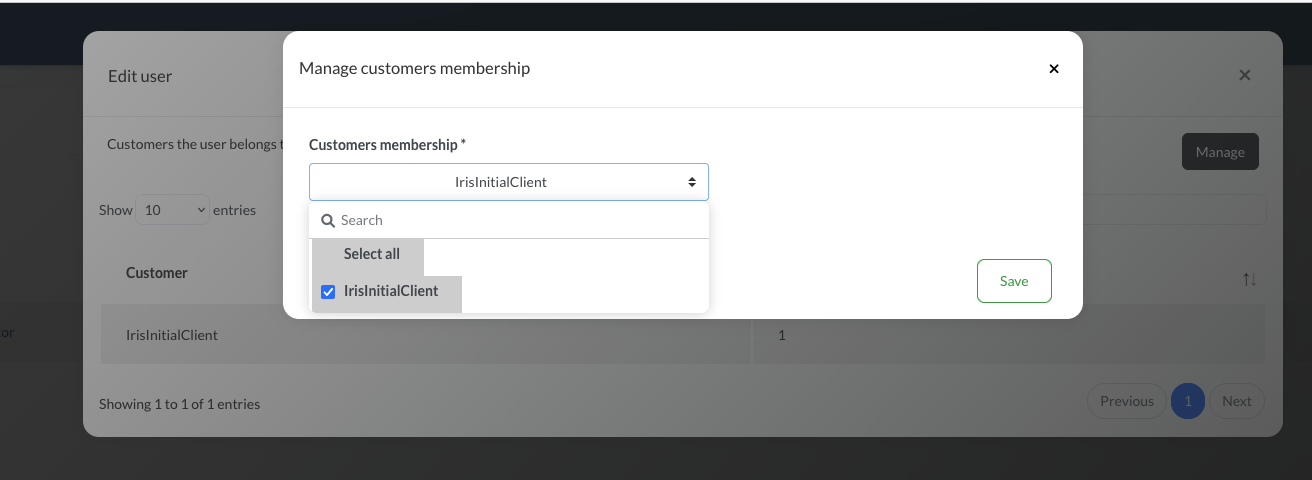 Edit user
Manage customers membership
Customers the user belongs t
Customers membership *
Manage
IrisInitialClient
Show 10 entries
Search
Select all
IrisInitialClient
Customer
Save
IrisInitialClient
1
tor
Showing 1 to 1 of 1 entries
Previous 1 Next